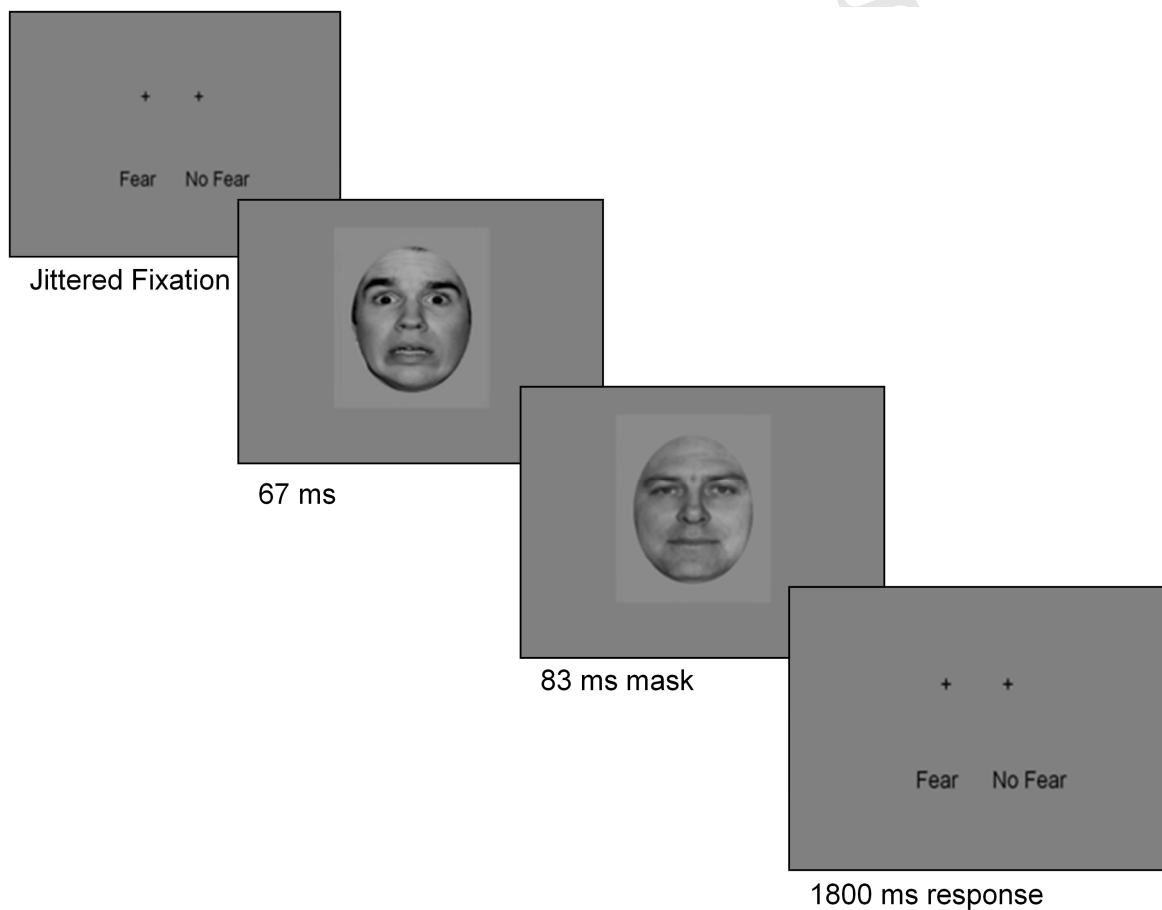 + +
Fear No Fear
Jittered Fixation
67 ms
83 ms mask
+ +
Fear No Fear
1800 ms response